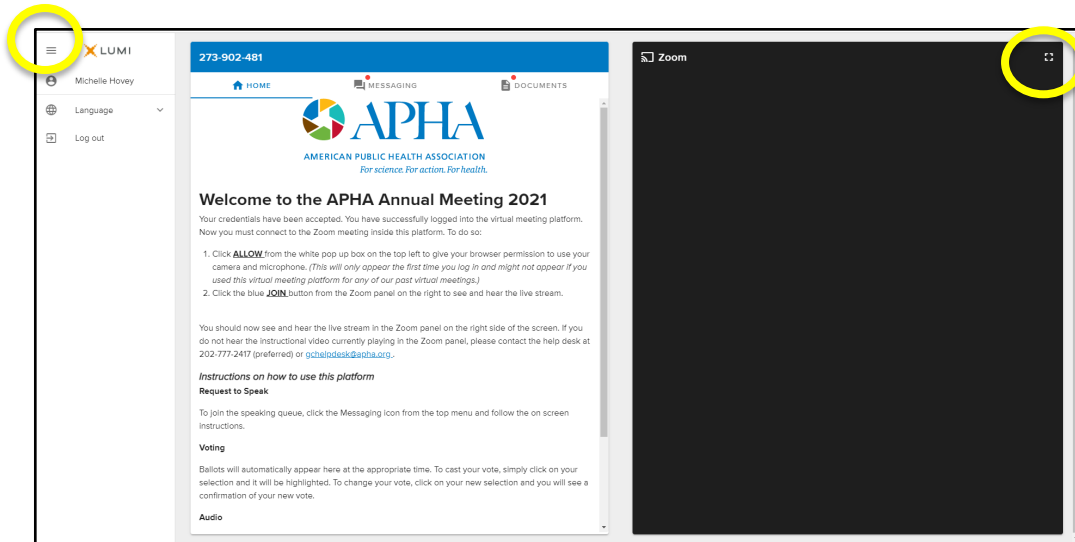 LUMI
Michelle Hovey
Language
Log out
273-902-481
HOME
MESSAGING
DOCUMENTS
APHA
AMERICAN PUBLIC HEALTH ASSOCIATION
For science. For action. For health.
Welcome to the APHA Annual Meeting 2021
Your credentials have been accepted. You have successfully logged into the virtual meeting platform.
Now you must connect to the Zoom meeting inside this platform. To do so:
1. Click ALLOW from the white pop up box on the top left to give your browser permission to use your
camera and microphone. (This will only appear the first time you log in and might not appear if you
used this virtual meeting platform for any of our past virtual meetings.)
2. Click the blue JOIN button from the Zoom panel on the right to see and hear the live stream.
You should now see and hear the live stream in the Zoom panel on the right side of the screen. If you
do not hear the instructional video currently playing in the Zoom panel, please contact the help desk at
202-777-2417 (preferred) or gchelpdesk@apha.org .
Instructions on how to use this platform
Request to Speak
To join the speaking queue, click the Messaging icon from the top menu and follow the on screen
instructions.
Voting
Ballots will automatically appear here at the appropriate time. To cast your vote, simply click on your
selection and it will be highlighted. To change your vote, click on your new selection and you will see a
confirmation of your new vote.
Audio
Zoom